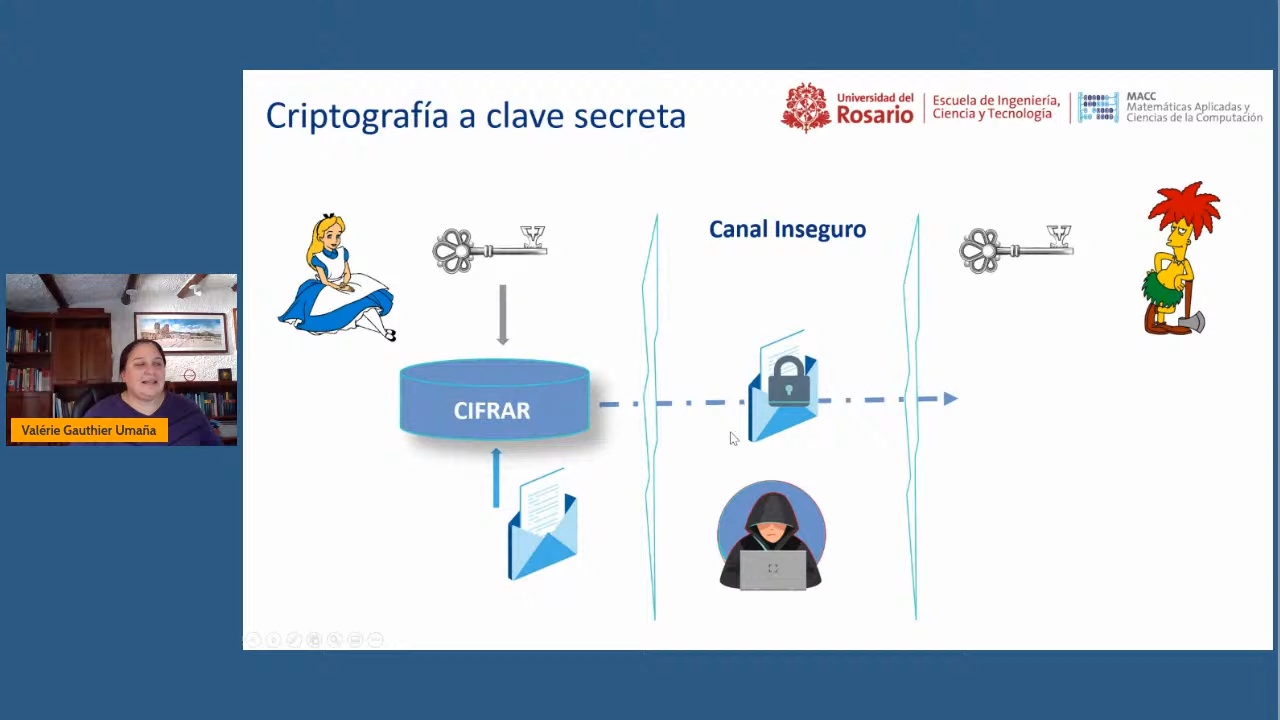 Criptografía a clave secreta
Universidad del
Rosario
Escuela de Ingeniería,
Ciencia y Tecnología
MACC
Matemáticas Aplicadas y
Ciencias de la Computación
Canal Inseguro
CIFRAR
Valérie Gauthier Umaña